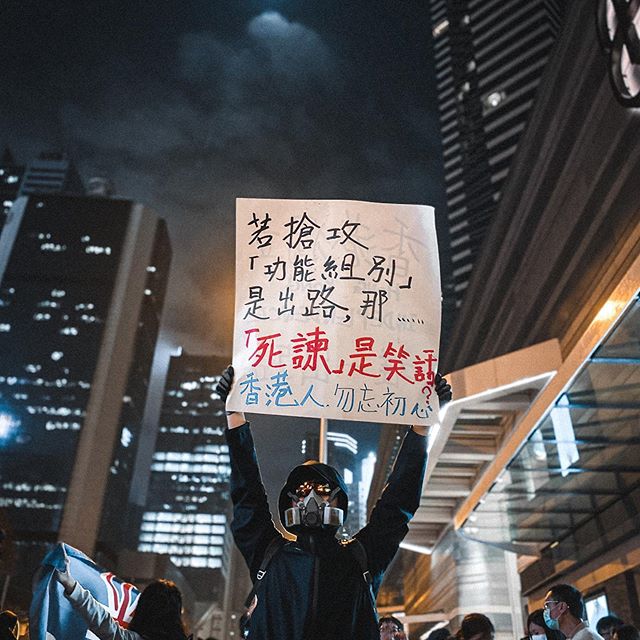 若搶攻
「功能組別」
是出路，那......
「死諫」是笑話？
香港人勿忘初心